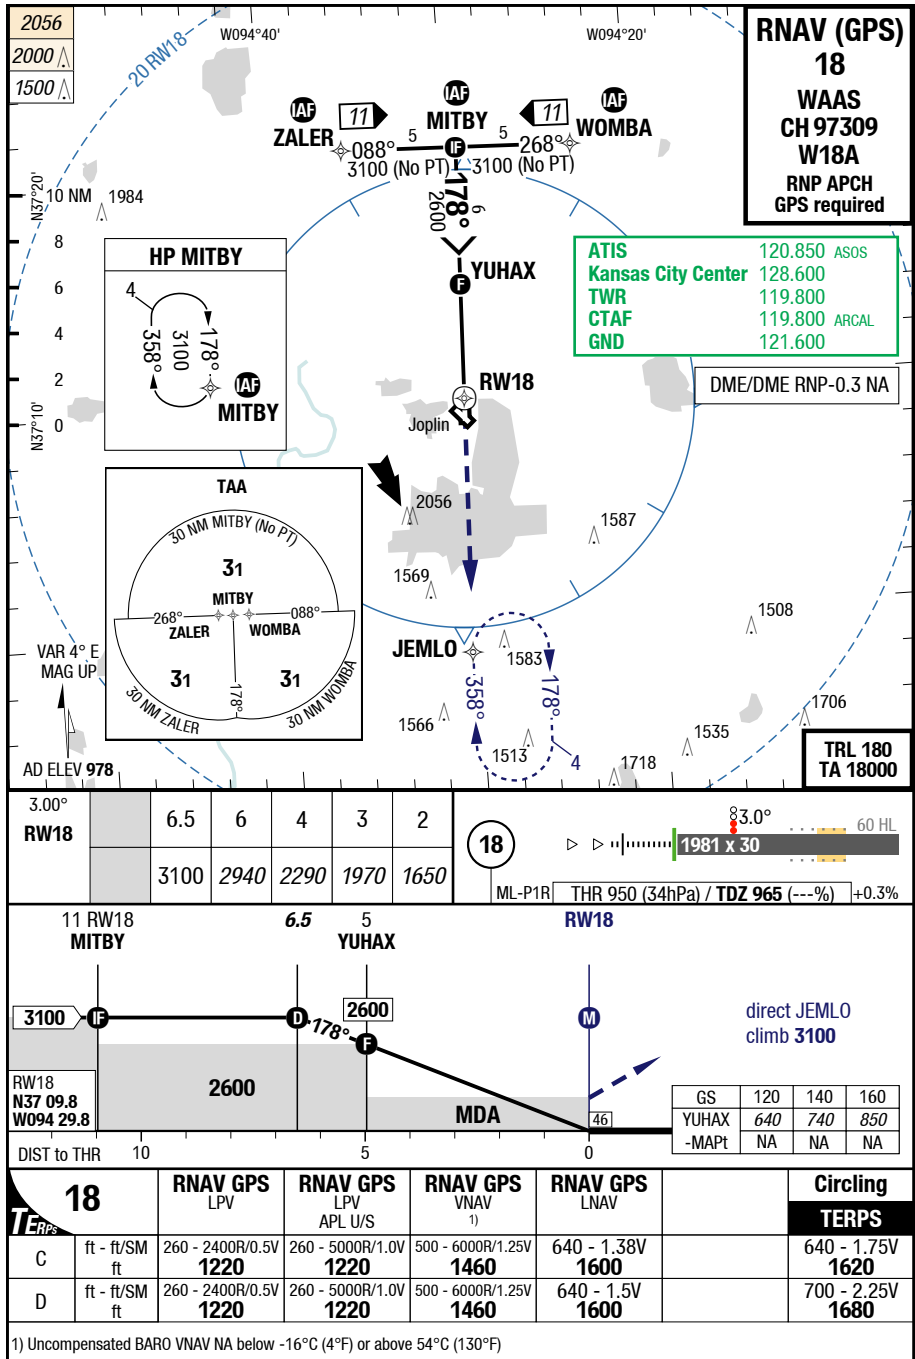 2056
2000
1500
20 RW18
W094°40'
W094°20'
RNAV (GPS)
18
WAAS
CH 97309
W18A
RNP APCH
GPS required
IAF
ZALER
11
IAF
MITBY
11
IAF
WOMBA
088°
5
IF
5
268°
3100 (No PT)
3100 (No PT)
178°
2600
6
N37°20'
10 NM
1984
8
6
4
2
0
N37°10'
HP MITBY
4
358°
3100
178°
IAF
MITBY
F
YUHAX
ATIS 120.850 ASOS
Kansas City Center 128.600
TWR 119.800
CTAF 119.800 ARCAL
GND 121.600
DME/DME RNP-0.3 NA
RW18
Joplin
TAA
30 NM MITBY (No PT)
31
MITBY
268°
088°
ZALER
WOMBA
31
31
178°
30 NM ZALER
30 NM WOMBA
2056
1587
1569
1508
JEMLO
1583
358°
178°
1566
1513
4
1706
1535
1718
VAR 4° E
MAG UP
AD ELEV 978
TRL 180
TA 18000
3.00°
RW18
6.5 6 4 3 2
3100 2940 2290 1970 1650
18
3.0°
60 HL
1981 x 30
ML-P1R
THR 950 (34hPa) / TDZ 965 (---%)
+0.3%
11 RW18
MITBY
6.5
5
YUHAX
RW18
3100
IF
D
178°
2600
F
M
direct JEMLO
climb 3100
2600
MDA
46
RW18
N37 09.8
W094 29.8
GS 120 140 160
YUHAX 640 740 850
-MAPt NA NA NA
DIST to THR
10
5
0
TERPs
18
RNAV GPS
LPV
RNAV GPS
LPV
APL U/S
RNAV GPS
VNAV
1)
RNAV GPS
LNAV
Circling
TERPS
C
ft - ft/SM
ft
260 - 2400R/0.5V
1220
260 - 5000R/1.0V
1220
500 - 6000R/1.25V
1460
640 - 1.38V
1600
640 - 1.75V
1620
D
ft - ft/SM
ft
260 - 2400R/0.5V
1220
260 - 5000R/1.0V
1220
500 - 6000R/1.25V
1460
640 - 1.5V
1600
700 - 2.25V
1680
1) Uncompensated BARO VNAV NA below -16°C (4°F) or above 54°C (130°F)